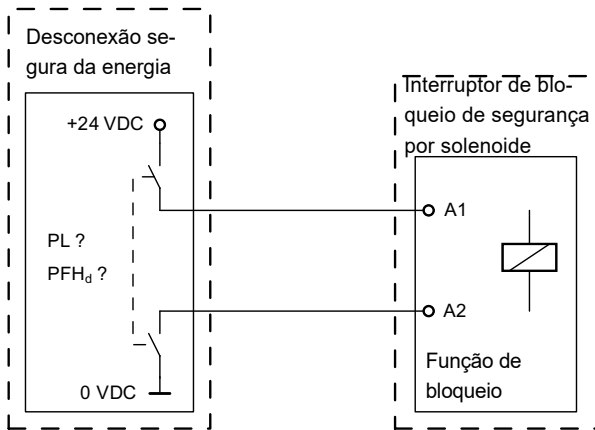 Desconexão se-
gura da energia
+24 VDC
PL ?
PFHd ?
0 VDC
Interruptor de blo-
queio de segurança
por solenoide
A1
A2
Função de
bloqueio